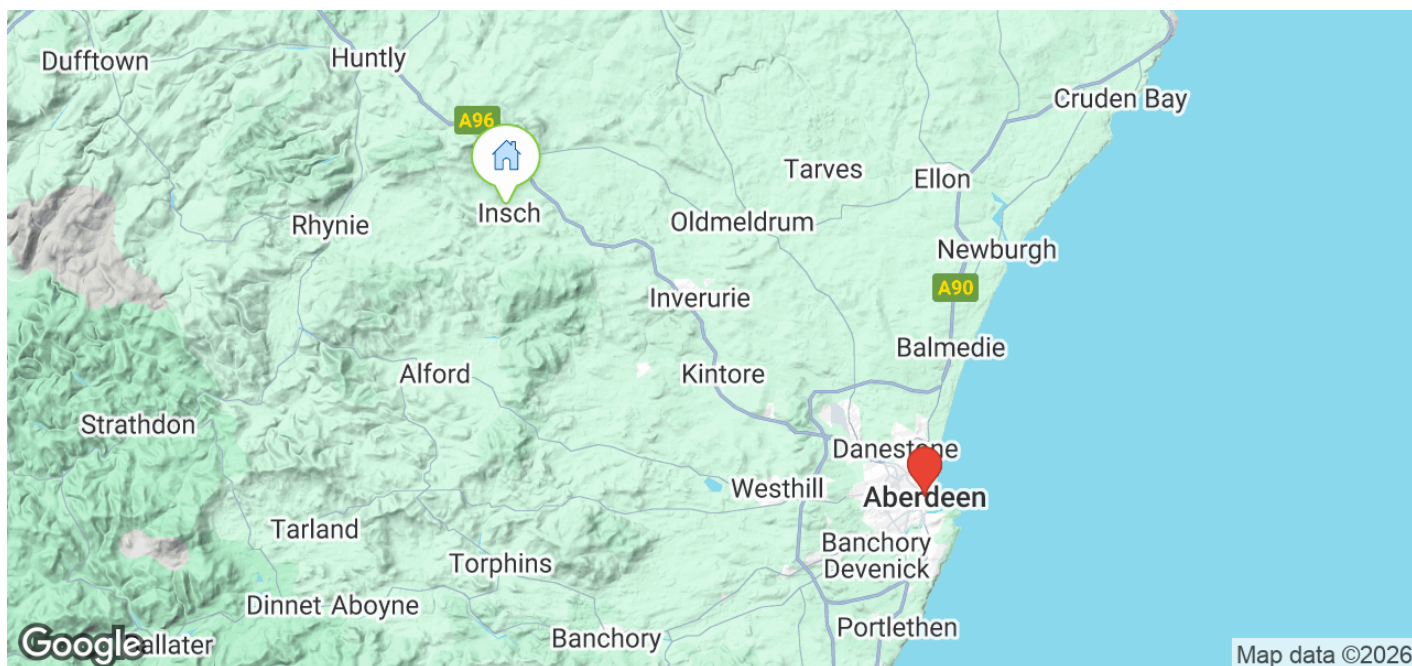 Dufftown
Huntly
Cruden Bay
A96
Tarves
Ellon
Insch
Rhynie
Oldmeldrum
Newburgh
A90
Inverurie
Balmedie
Alford
Kintore
Strathdon
Danestone
Westhill
Aberdeen
Tarland
Torphins
Banchory
Devenick
Dinnet
Aboyne
Banchory
Portlethen
Google
allater
Map data ©2026